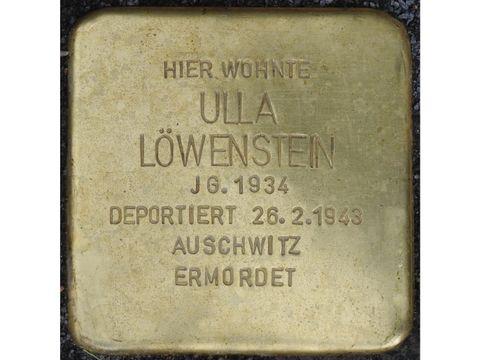 HIER WOHNTE
ULLA
LÖWENSTEIN
JG. 1934
DEPORTIERT 26.2.1943
AUSCHWITZ
ERMORDET